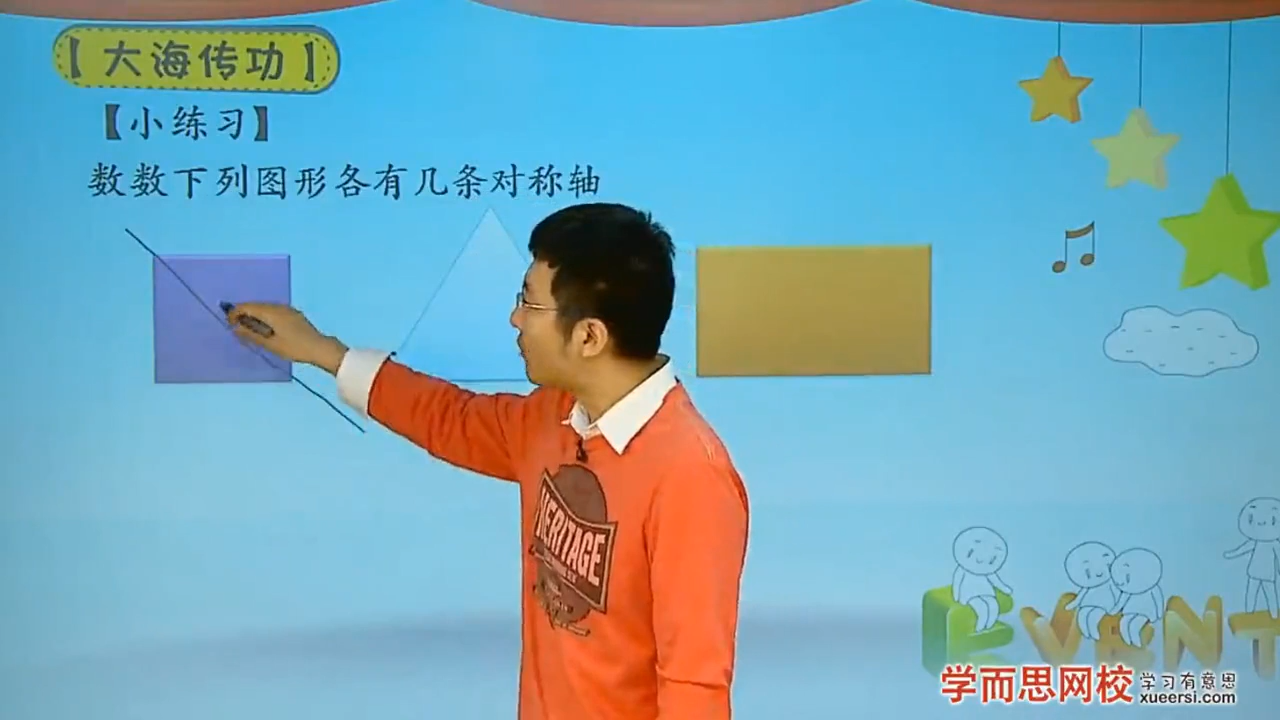 【大海传功】
【小练习】
数数下列图形各有几条对称轴
HERITAGE
EVENT
学而思网校 学习有意思
xueersi.com